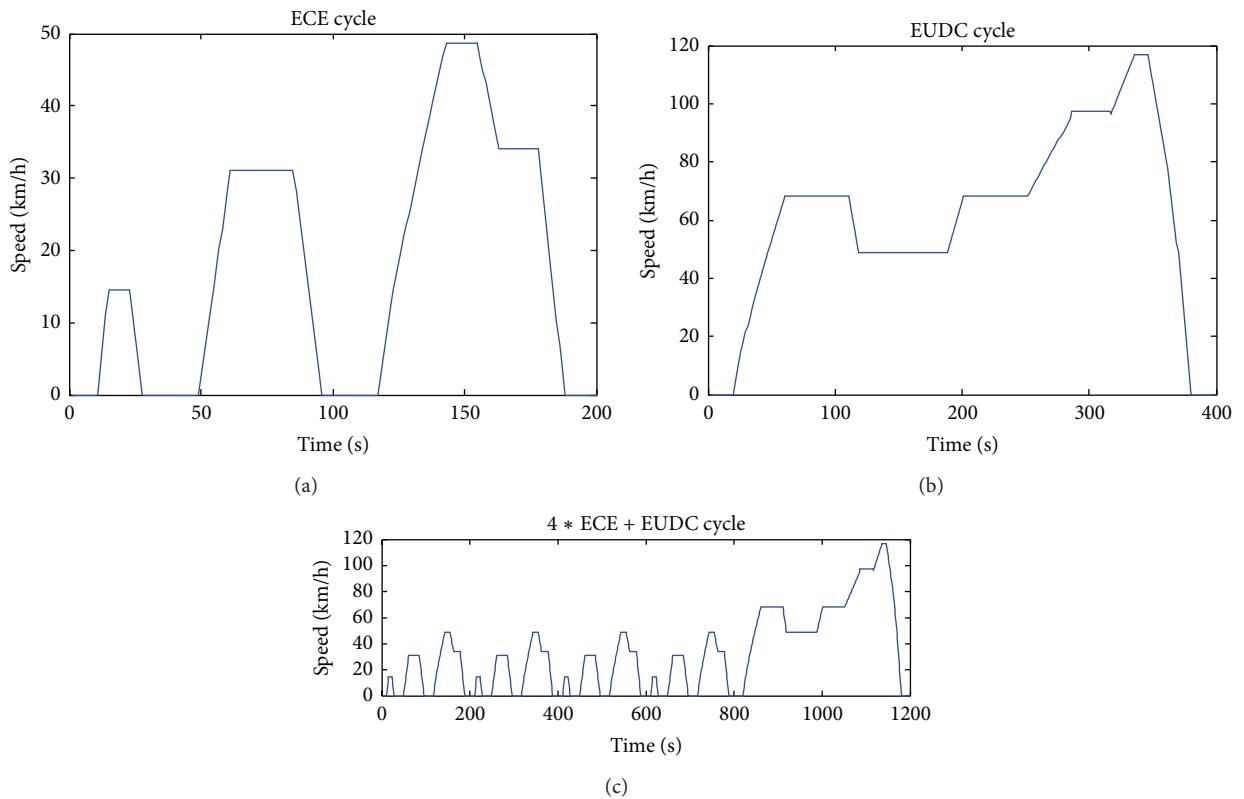 ECE cycle
50
40
30
20
10
0
Speed (km/h)
0 50 100 150 200
Time (s)
(a)
EUDC cycle
120
100
80
60
40
20
0
Speed (km/h)
0 100 200 300 400
Time (s)
(b)
4 * ECE + EUDC cycle
120
100
80
60
40
20
0
Speed (km/h)
0 200 400 600 800 1000 1200
Time (s)
(c)